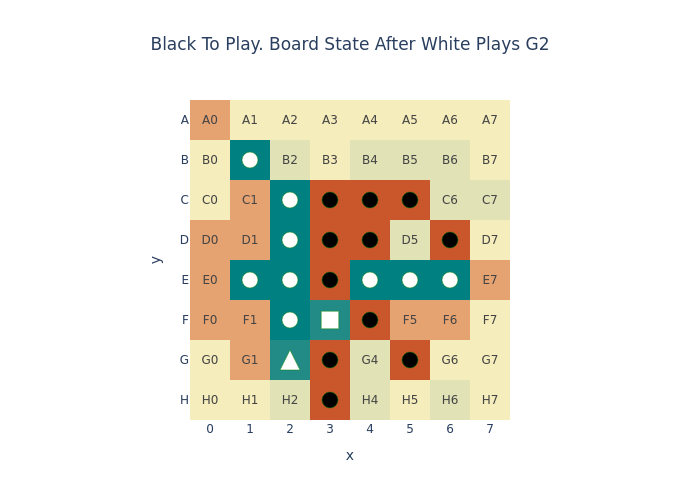 Black To Play. Board State After White Plays G2
A A0 A1 A2 A3 A4 A5 A6 A7
B B0 B2 B3 B4 B5 B6 B7
C C0 C1 C6 C7
D D0 D1 D5 D7
y
E E0 E7
F F0 F1 F5 F6 F7
G G0 G1 G4 G6 G7
H H0 H1 H2 H4 H5 H6 H7
0 1 2 3 4 5 6 7
x